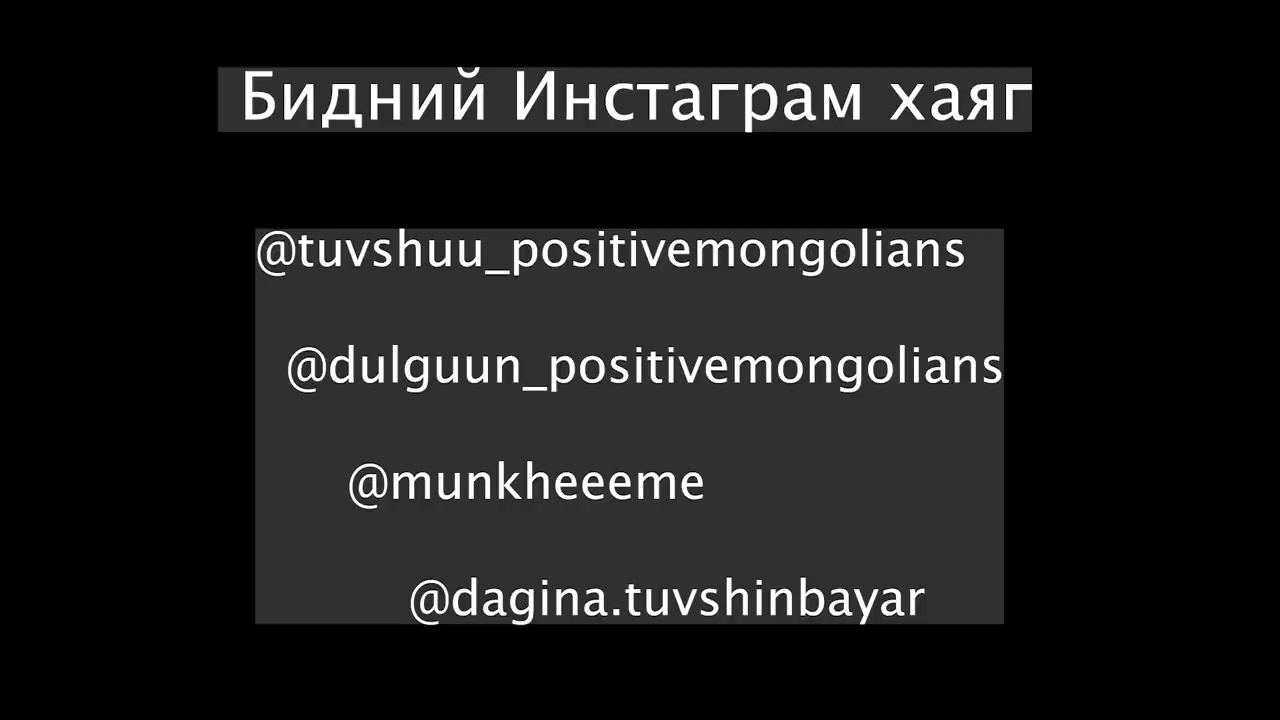 Бидний Инстаграм хаяг
@tuvshuu_positivemongolians
@dulguun_positivemongolians
@munkheeeme
@dagina.tuvshinbayar